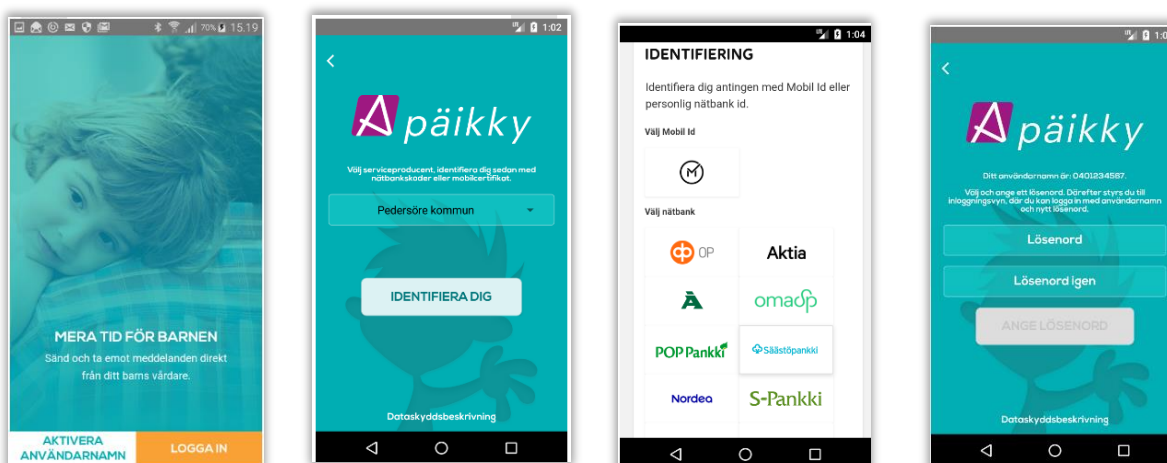 70% 15.19
MERA TID FÖR BARNEN
Sänd och ta emot meddelanden direkt
från ditt barns vårdare.
AKTIVERA
ANVÄNDARNAMN
LOGGA IN
1:02
A päikky
Välj serviceproducent, identifiera dig sedan med
nätbankskoder eller mobilcertifikat.
Pedersöre kommun
IDENTIFIERA DIG
Dataskyddsbeskrivning
1:04
IDENTIFIERING
Identifiera dig antingen med Mobil Id eller
personlig nätbank id.
Välj Mobil Id
M
Välj nätbank
OP
Aktia
Å
omasp
POP Pankki
Säästöpankki
Nordea
S-Pankki
A päikky
Ditt användarnamn är: 0401234567.
Välj och ange ett lösenord. Därefter styrs du till
inloggningsvyn, där du kan logga in med användarnamn
och nytt lösenord.
Lösenord
Lösenord igen
ANGE LÖSENORD
Dataskyddsbeskrivning